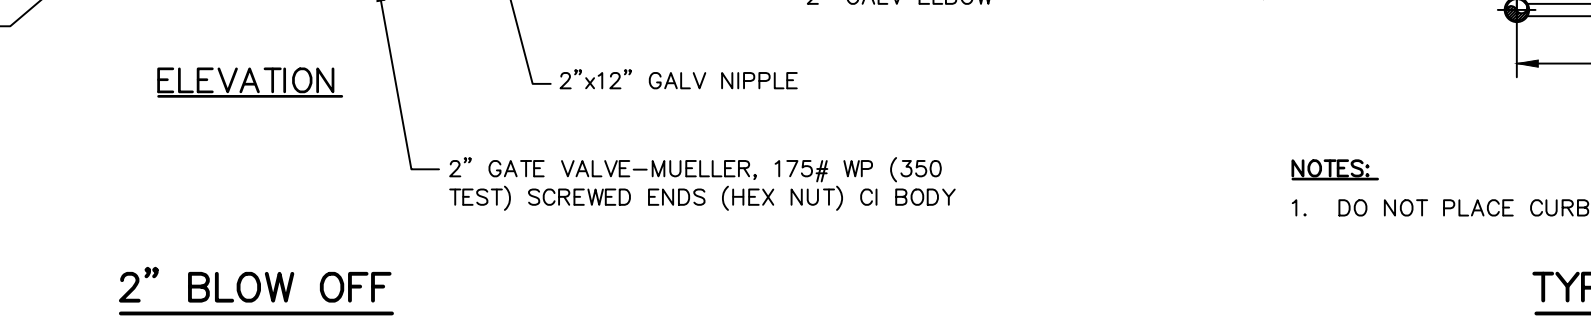 2" GALV ELBOW
ELEVATION
2"x12" GALV NIPPLE
2" GATE VALVE-MUELLER, 175# WP (350
TEST) SCREWED ENDS (HEX NUT) CI BODY
2" BLOW OFF
NOTES:
1. DO NOT PLACE CURB
TYP